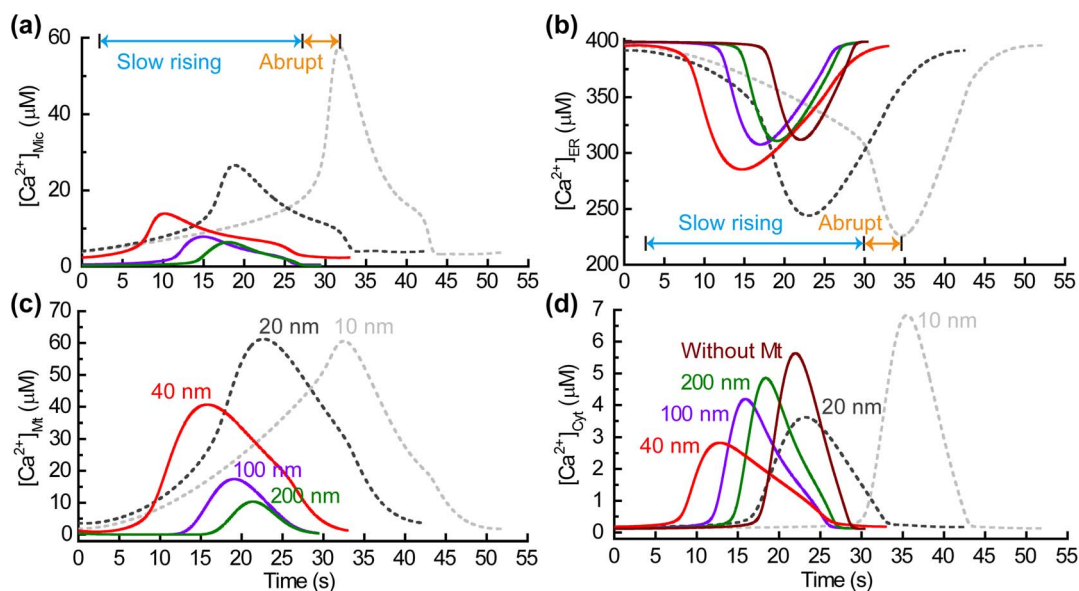 (a)
60
40
20
0
[Ca²⁺]Mic (μM)
Slow rising
Abrupt
0 5 10 15 20 25 30 35 40 45 50 55
(b)
400
350
300
250
200
[Ca²⁺]ER (μM)
Slow rising
Abrupt
0 5 10 15 20 25 30 35 40 45 50 55
(c)
70
60
50
40
30
20
10
0
[Ca²⁺]Mt (μM)
20 nm
10 nm
40 nm
100 nm
200 nm
0 5 10 15 20 25 30 35 40 45 50 55
Time (s)
(d)
7
6
5
4
3
2
1
0
[Ca²⁺]Cyt (μM)
10 nm
Without Mt
200 nm
20 nm
100 nm
40 nm
0 5 10 15 20 25 30 35 40 45 50 55
Time (s)